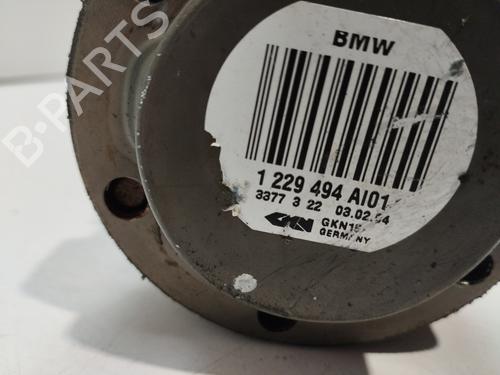 BMW
1 229 494 AI01
3377 3 22 03.02.04
GKN
GERMANY
B-PARTS